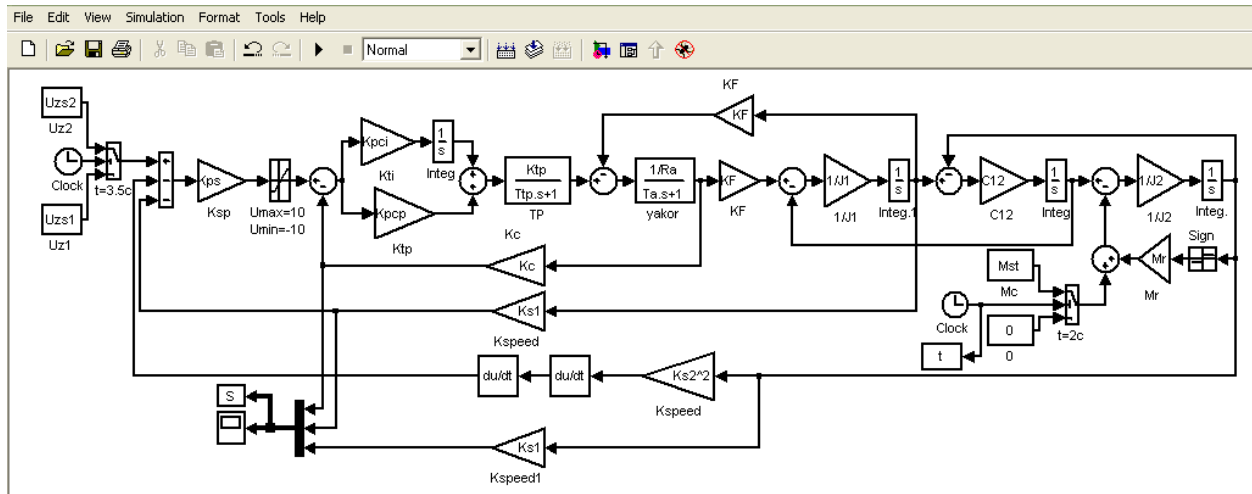 File Edit View Simulation Format Tools Help
Normal
Uzs2
Uz2
Clock
t=3.5c
Uzs1
Uz1
Kps
Ksp
Umax=10
Umin=-10
Kpci
Kti
1
s
Integ
Kpcp
Ktp
Ktp
Ttp.s+1
TP
KF
KF
1/Ra
Ta.s+1
yakor
KF
KF
1/J1
1/J1
1
s
Integ.1
C12
C12
1
s
Integ
1/J2
1/J2
1
s
Integ.
Sign
Mr
Mr
Mst
Mc
Clock
0
0
t=2c
t
Kc
Kc
Ks1
Kspeed
du/dt
du/dt
Ks2^2
Kspeed
S
Ks1
Kspeed1